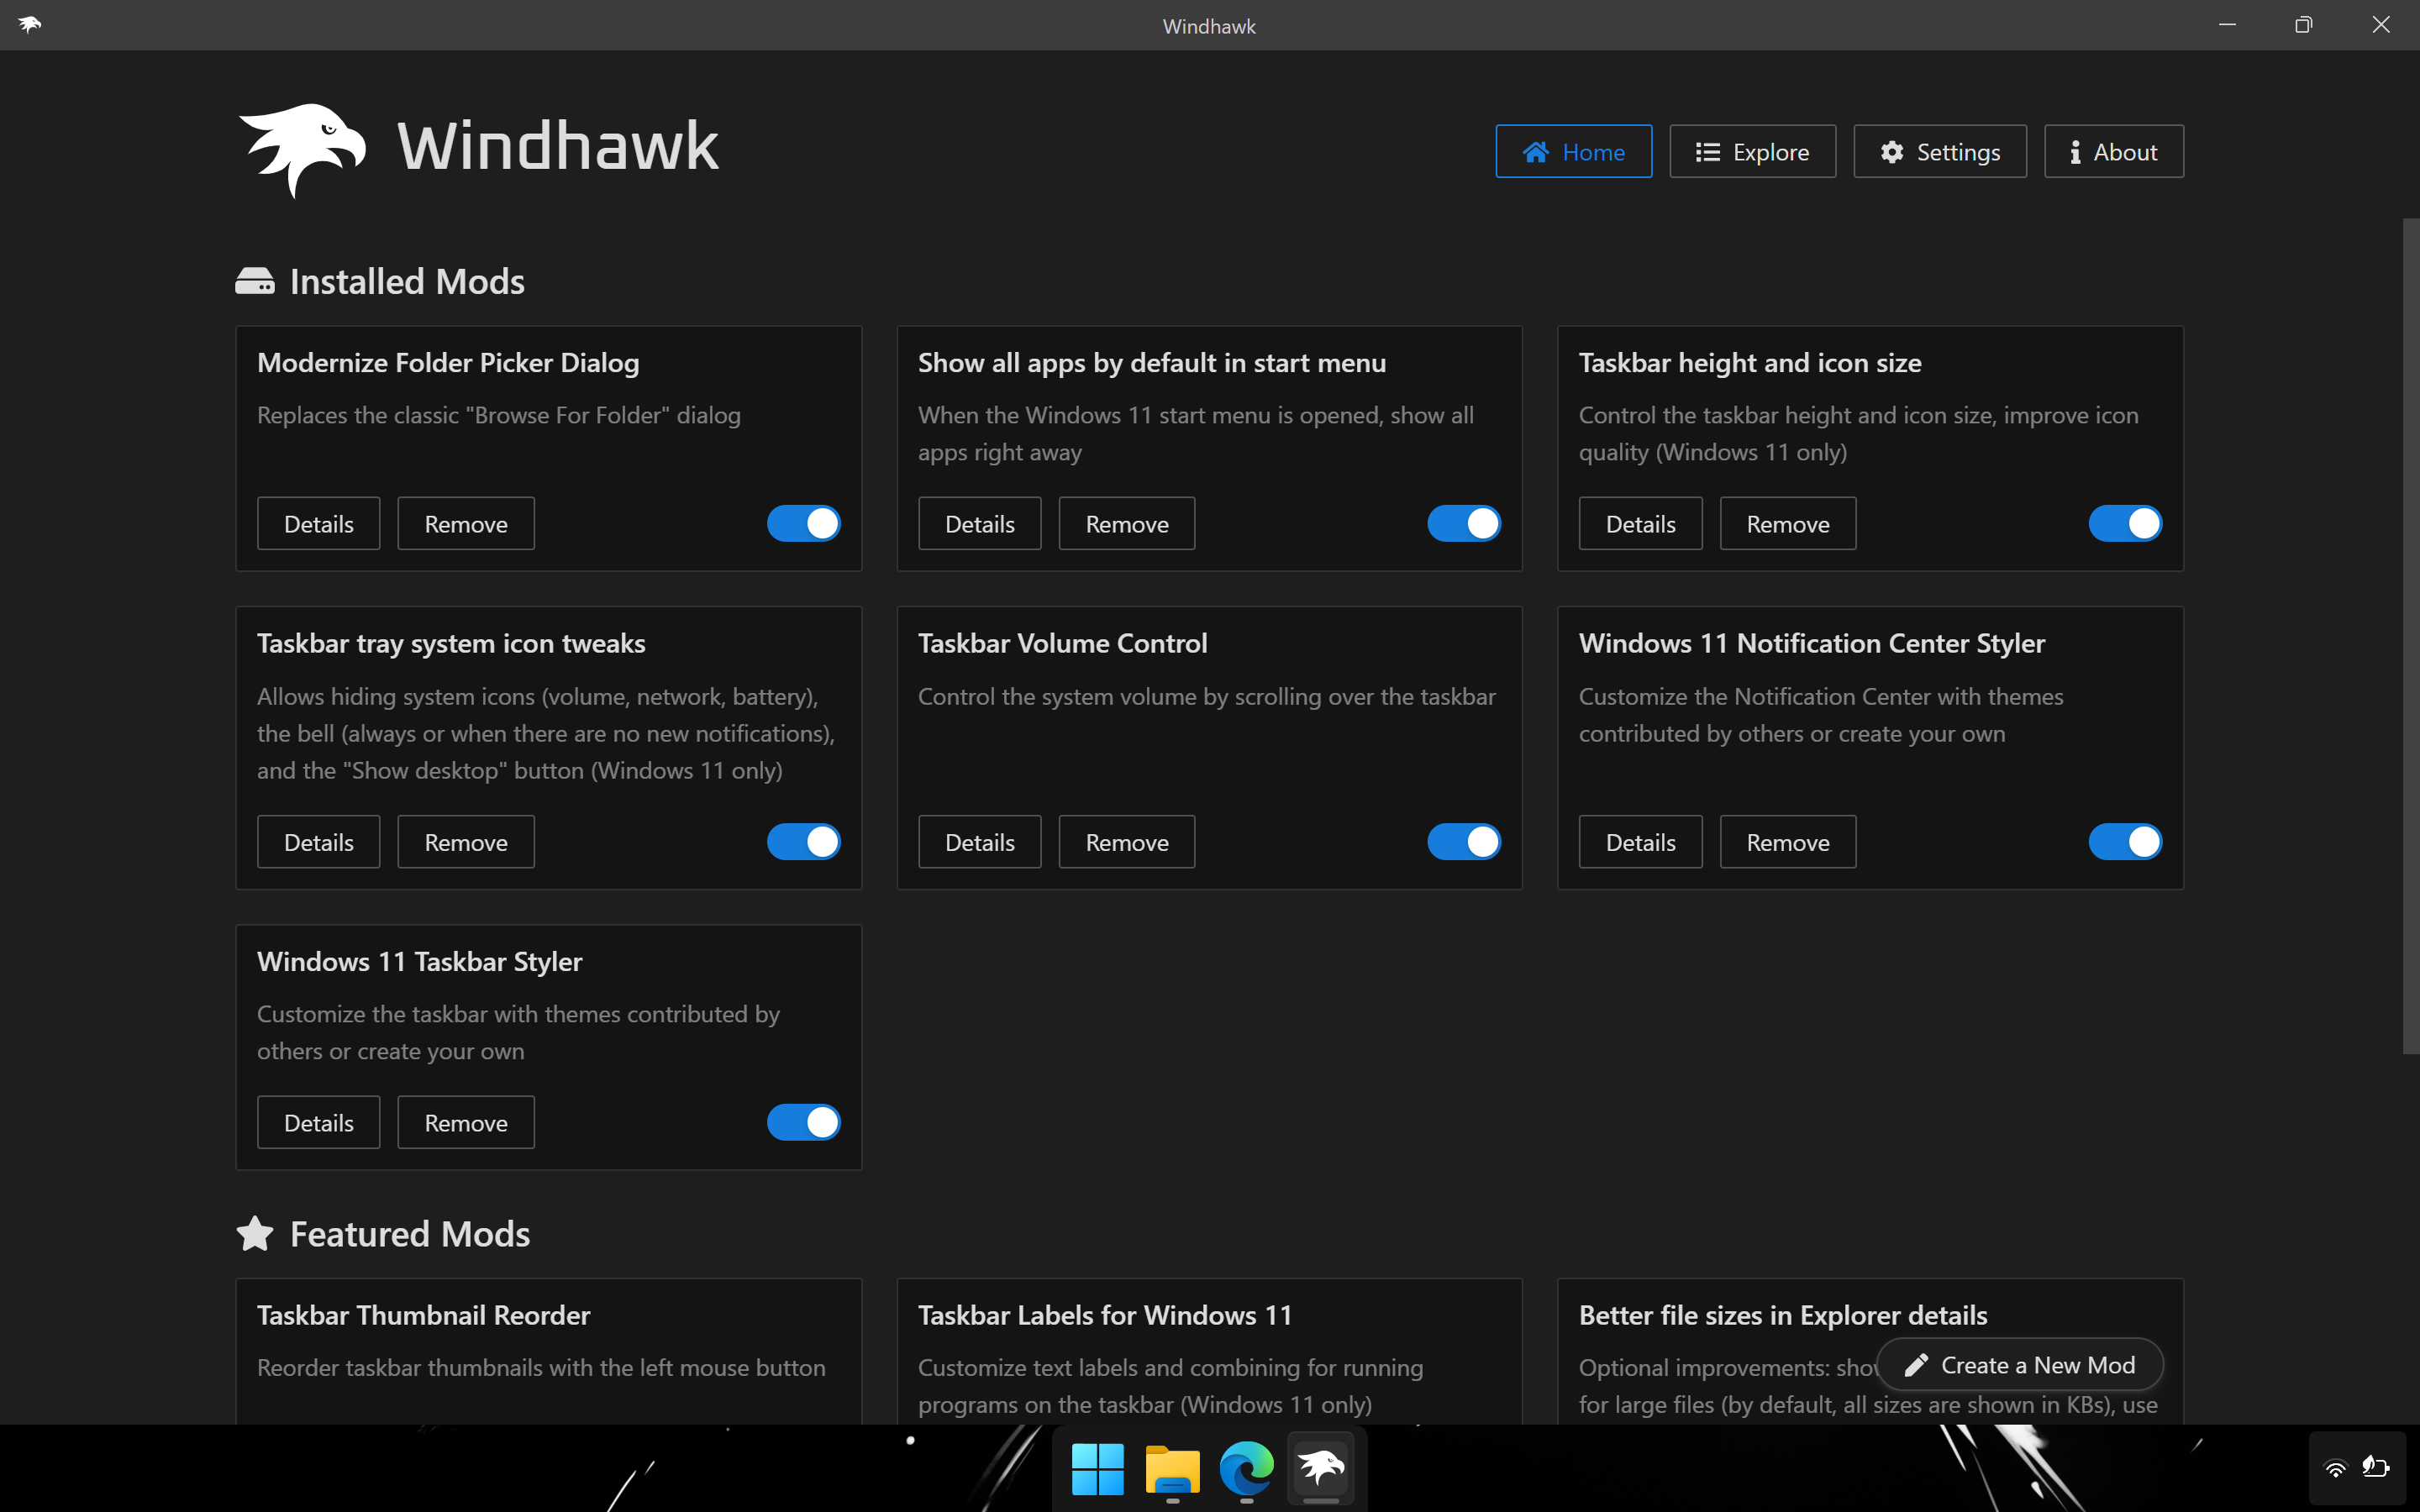 Windhawk
Windhawk
Home
Explore
Settings
About
Installed Mods
Modernize Folder Picker Dialog
Replaces the classic "Browse For Folder" dialog
Details
Remove
Show all apps by default in start menu
When the Windows 11 start menu is opened, show all
apps right away
Details
Remove
Taskbar height and icon size
Control the taskbar height and icon size, improve icon
quality (Windows 11 only)
Details
Remove
Taskbar tray system icon tweaks
Allows hiding system icons (volume, network, battery),
the bell (always or when there are no new notifications),
and the "Show desktop" button (Windows 11 only)
Details
Remove
Taskbar Volume Control
Control the system volume by scrolling over the taskbar
Details
Remove
Windows 11 Notification Center Styler
Customize the Notification Center with themes
contributed by others or create your own
Details
Remove
Windows 11 Taskbar Styler
Customize the taskbar with themes contributed by
others or create your own
Details
Remove
Featured Mods
Taskbar Thumbnail Reorder
Reorder taskbar thumbnails with the left mouse button
Taskbar Labels for Windows 11
Customize text labels and combining for running
programs on the taskbar (Windows 11 only)
Better file sizes in Explorer details
Optional improvements:
for large files (by default, all sizes are shown in KBs), use
Create a New Mod